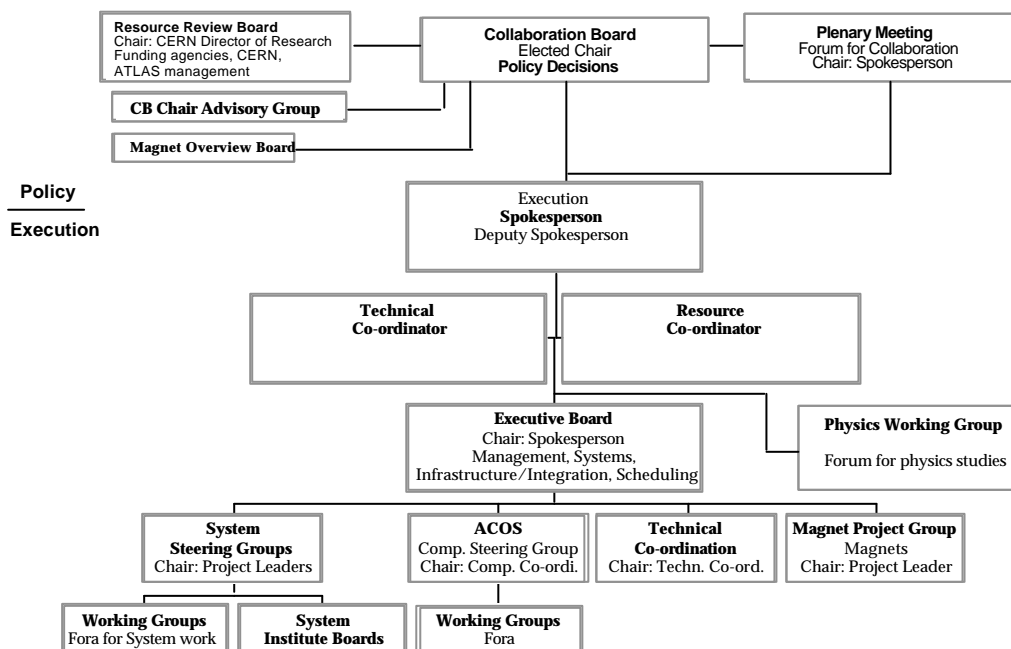 Resource Review Board
Chair: CERN Director of Research
Funding agencies, CERN,
ATLAS management
Collaboration Board
Elected Chair
Policy Decisions
Plenary Meeting
Forum for Collaboration
Chair: Spokesperson
CB Chair Advisory Group
Magnet Overview Board
Policy
Execution
Execution
Spokesperson
Deputy Spokesperson
Technical
Co-ordinator
Resource
Co-ordinator
Executive Board
Chair: Spokesperson
Management, Systems,
Infrastructure/Integration, Scheduling
Physics Working Group
Forum for physics studies
System
Steering Groups
Chair: Project Leaders
ACOS
Comp. Steering Group
Chair: Comp. Co-ordi.
Technical
Co-ordination
Chair: Techn. Co-ord.
Magnet Project Group
Magnets
Chair: Project Leader
Working Groups
Fora for System work
System
Institute Boards
Working Groups
Fora